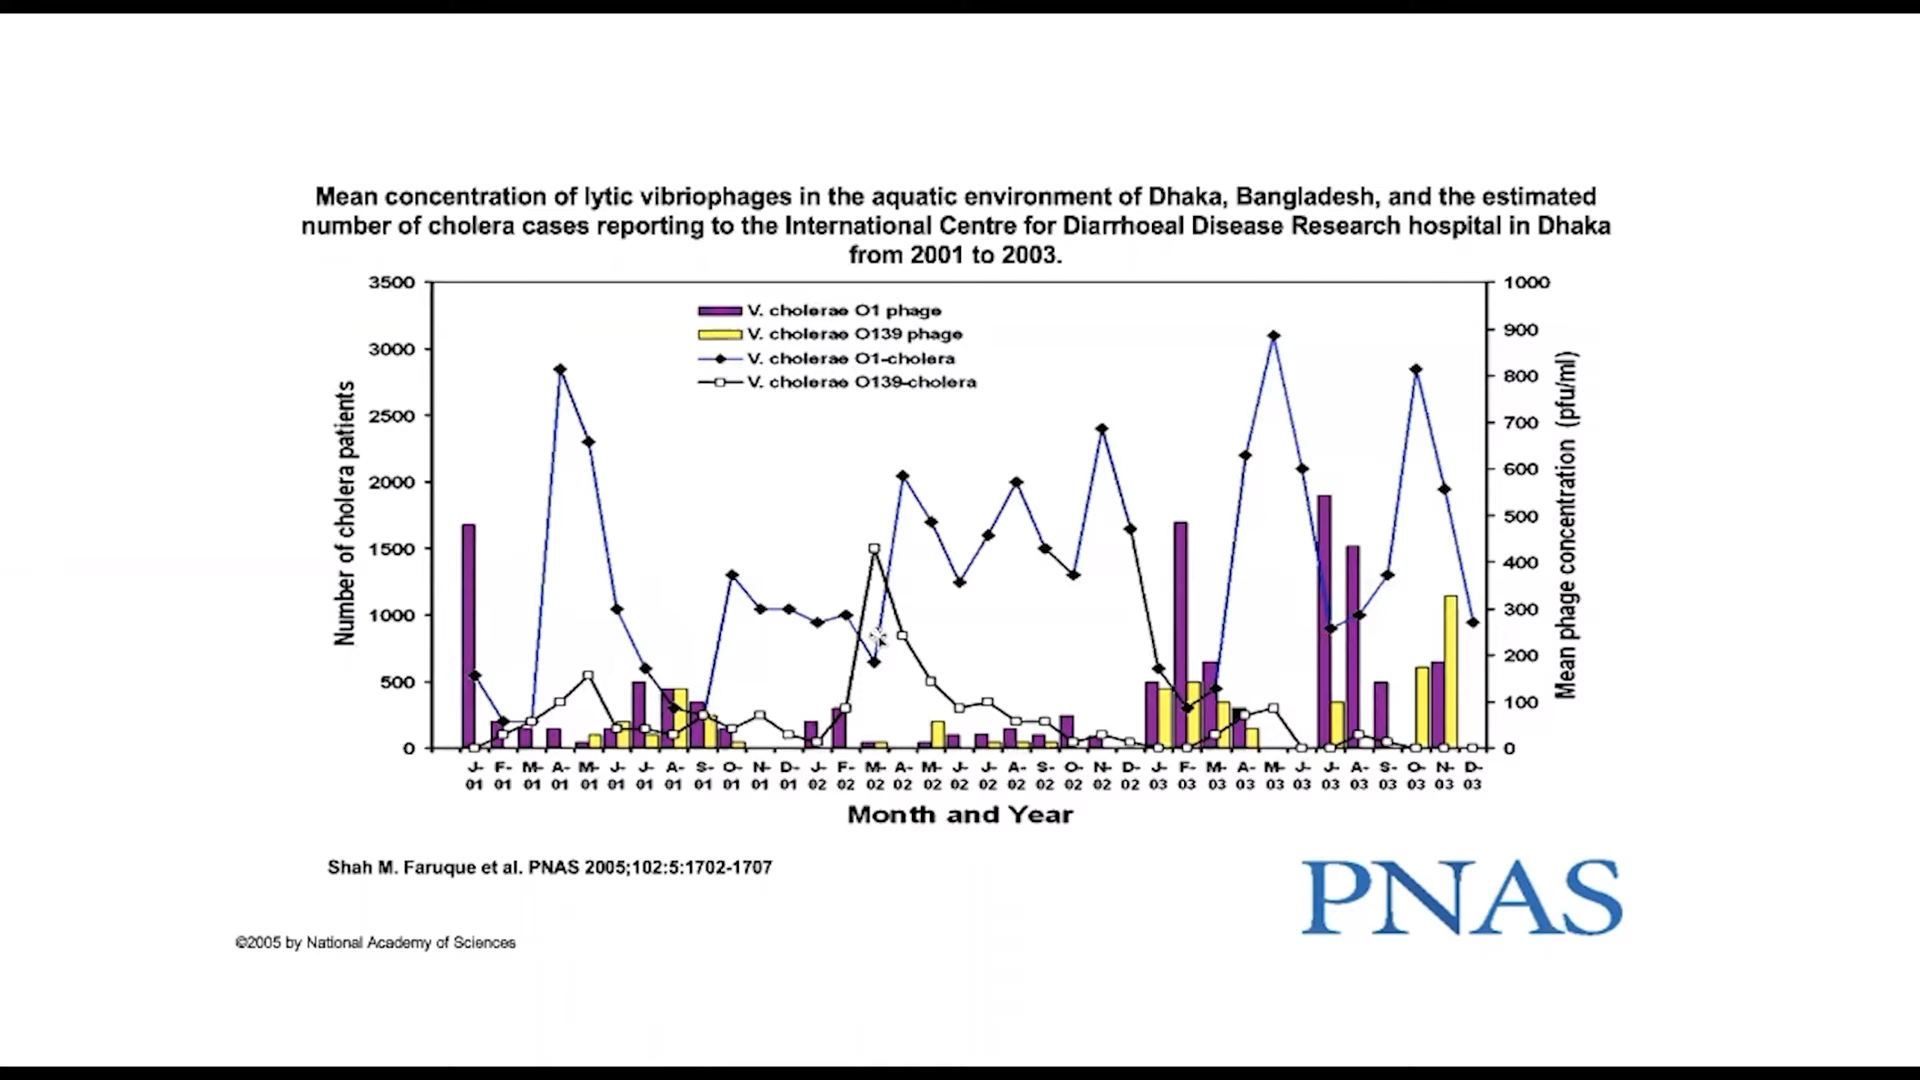 Mean concentration of lytic vibriophages in the aquatic environment of Dhaka, Bangladesh, and the estimated
number of cholera cases reporting to the International Centre for Diarrhoeal Disease Research hospital in Dhaka
from 2001 to 2003.
3500
3000
2500
2000
1500
1000
500
0
Number of cholera patients
V. cholerae O1 phage
V. cholerae O139 phage
V. cholerae O1-cholera
V. cholerae O139-cholera
1000
900
800
700
600
500
400
300
200
100
0
Mean phage concentration (pfu/ml)
J- F- M- A- M- J- J- A- S- O- N- D- J- F- M- A- M- J- J- A- S- O- N- D- J- F- M- A- M- J- J- A- S- O- N- D-
01 01 01 01 01 01 01 01 01 01 01 01 02 02 02 02 02 02 02 02 02 02 02 02 03 03 03 03 03 03 03 03 03 03 03 03
Month and Year
Shah M. Faruque et al. PNAS 2005;102:5:1702-1707
PNAS
©2005 by National Academy of Sciences